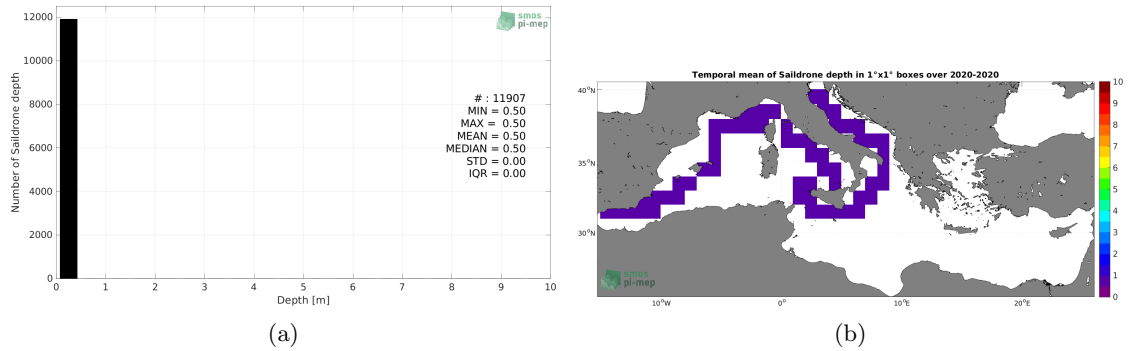 12000
10000
8000
6000
4000
2000
0
Number of Saildrone depth
smos
pi-mep
# : 11907
MIN = 0.50
MAX = 0.50
MEAN = 0.50
MEDIAN = 0.50
STD = 0.00
IQR = 0.00
0 1 2 3 4 5 6 7 8 9 10
Depth [m]
(a)
Temporal mean of Saildrone depth in 1°x1° boxes over 2020-2020
40°N
35°N
30°N
10°W 0° 10°E 20°E
smos
pi-mep
10
9
8
7
6
5
4
3
2
1
0
(b)